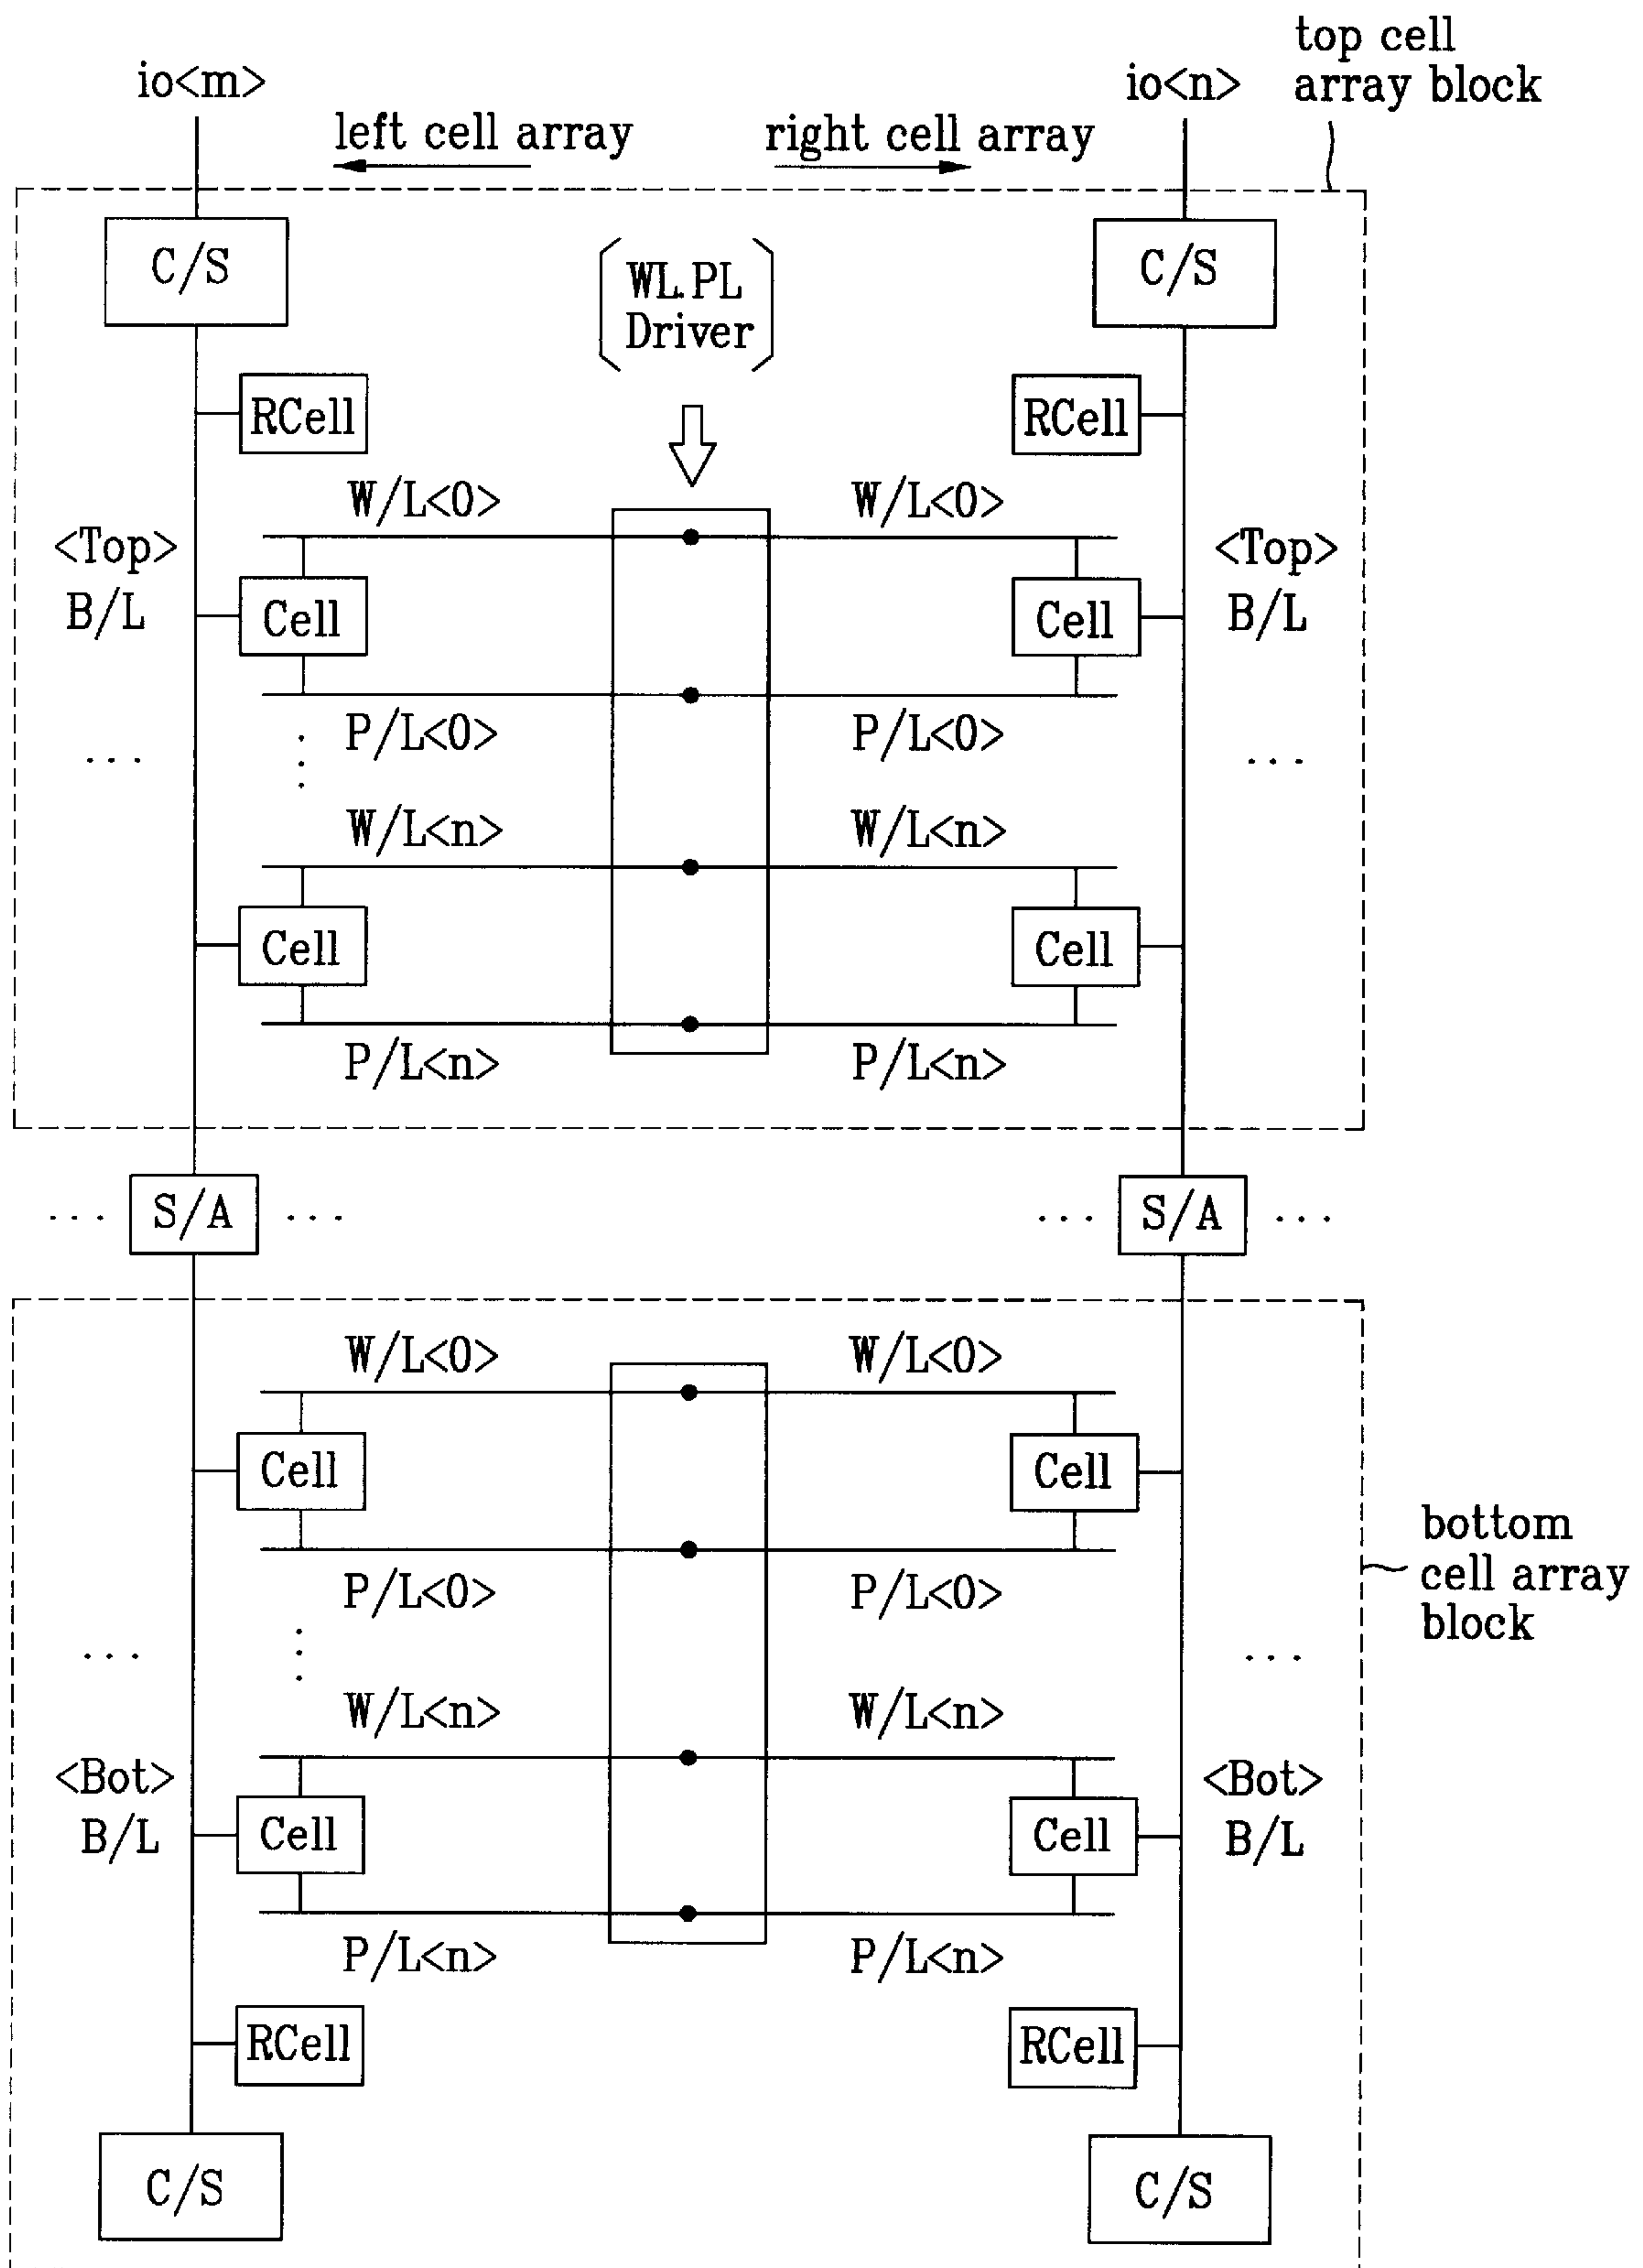 top cell
array block
io<m>
io<n>
left cell array
right cell array
C/S
C/S
WL.PL
Driver
RCell
RCell
W/L<0>
W/L<0>
<Top>
B/L
Cell
Cell
<Top>
B/L
P/L<0>
P/L<0>
...
...
W/L<n>
W/L<n>
Cell
Cell
P/L<n>
P/L<n>
... S/A ...
... S/A ...
W/L<0>
W/L<0>
Cell
Cell
P/L<0>
P/L<0>
bottom
cell array
block
...
...
W/L<n>
W/L<n>
<Bot>
B/L
Cell
Cell
<Bot>
B/L
P/L<n>
P/L<n>
RCell
RCell
C/S
C/S